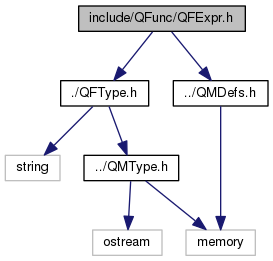 include/QFunc/QFExpr.h
./QFType.h
../QMDefs.h
string
../QMType.h
ostream
memory